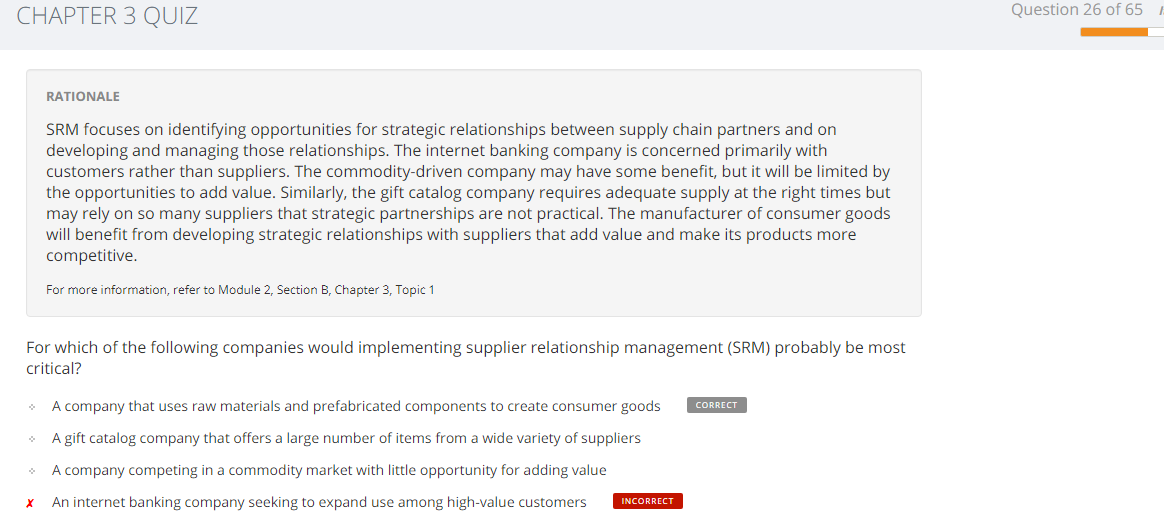 CHAPTER 3 QUIZ
Question 26 of 65
RATIONALE
SRM focuses on identifying opportunities for strategic relationships between supply chain partners and on
developing and managing those relationships. The internet banking company is concerned primarily with
customers rather than suppliers. The commodity-driven company may have some benefit, but it will be limited by
the opportunities to add value. Similarly, the gift catalog company requires adequate supply at the right times but
may rely on so many suppliers that strategic partnerships are not practical. The manufacturer of consumer goods
will benefit from developing strategic relationships with suppliers that add value and make its products more
competitive.
For more information, refer to Module 2, Section B, Chapter 3, Topic 1
For which of the following companies would implementing supplier relationship management (SRM) probably be most
critical?
A company that uses raw materials and prefabricated components to create consumer goods CORRECT
A gift catalog company that offers a large number of items from a wide variety of suppliers
A company competing in a commodity market with little opportunity for adding value
✗ An internet banking company seeking to expand use among high-value customers INCORRECT